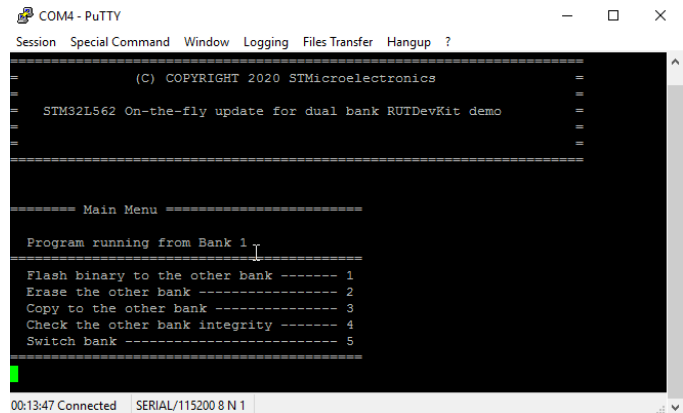 COM4 - PuTTY
Session Special Command Window Logging Files Transfer Hangup ?
======================================================================
= (C) COPYRIGHT 2020 STMicroelectronics =
= =
= STM32L562 On-the-fly update for dual bank RUTDevKit demo =
= =
= =
======================================================================
======== Main Menu ========================
Program running from Bank 1
===========================================
Flash binary to the other bank ------- 1
Erase the other bank ----------------- 2
Copy to the other bank --------------- 3
Check the other bank integrity ------- 4
Switch bank -------------------------- 5
===========================================
00:13:47 Connected SERIAL/115200 8 N 1